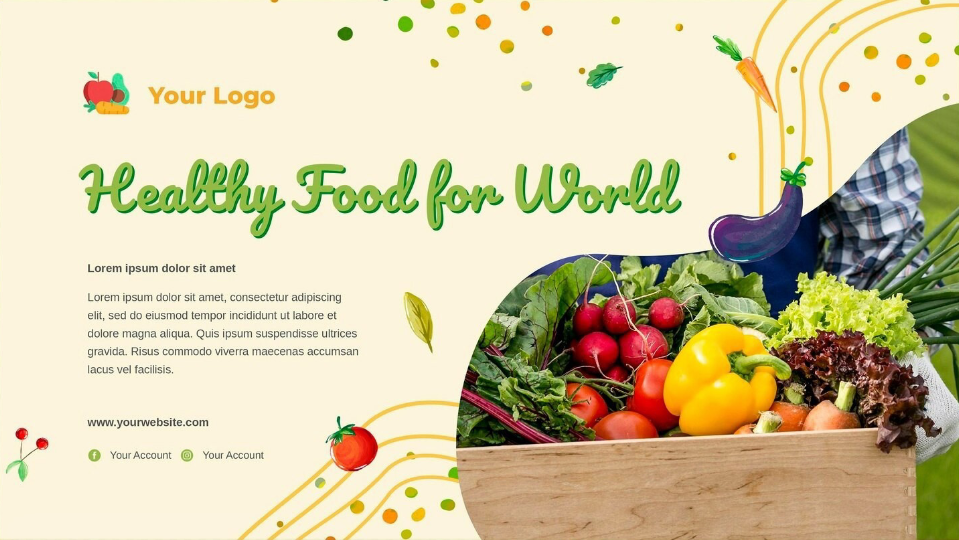 Your Logo
Healthy Food for World
Lorem ipsum dolor sit amet
Lorem ipsum dolor sit amet, consectetur adipiscing
elit, sed do eiusmod tempor incididunt ut labore et
dolore magna aliqua. Quis ipsum suspendisse ultrices
gravida. Risus commodo viverra maecenas accumsan
lacus vel facilisis.
www.yourwebsite.com
Your Account Your Account